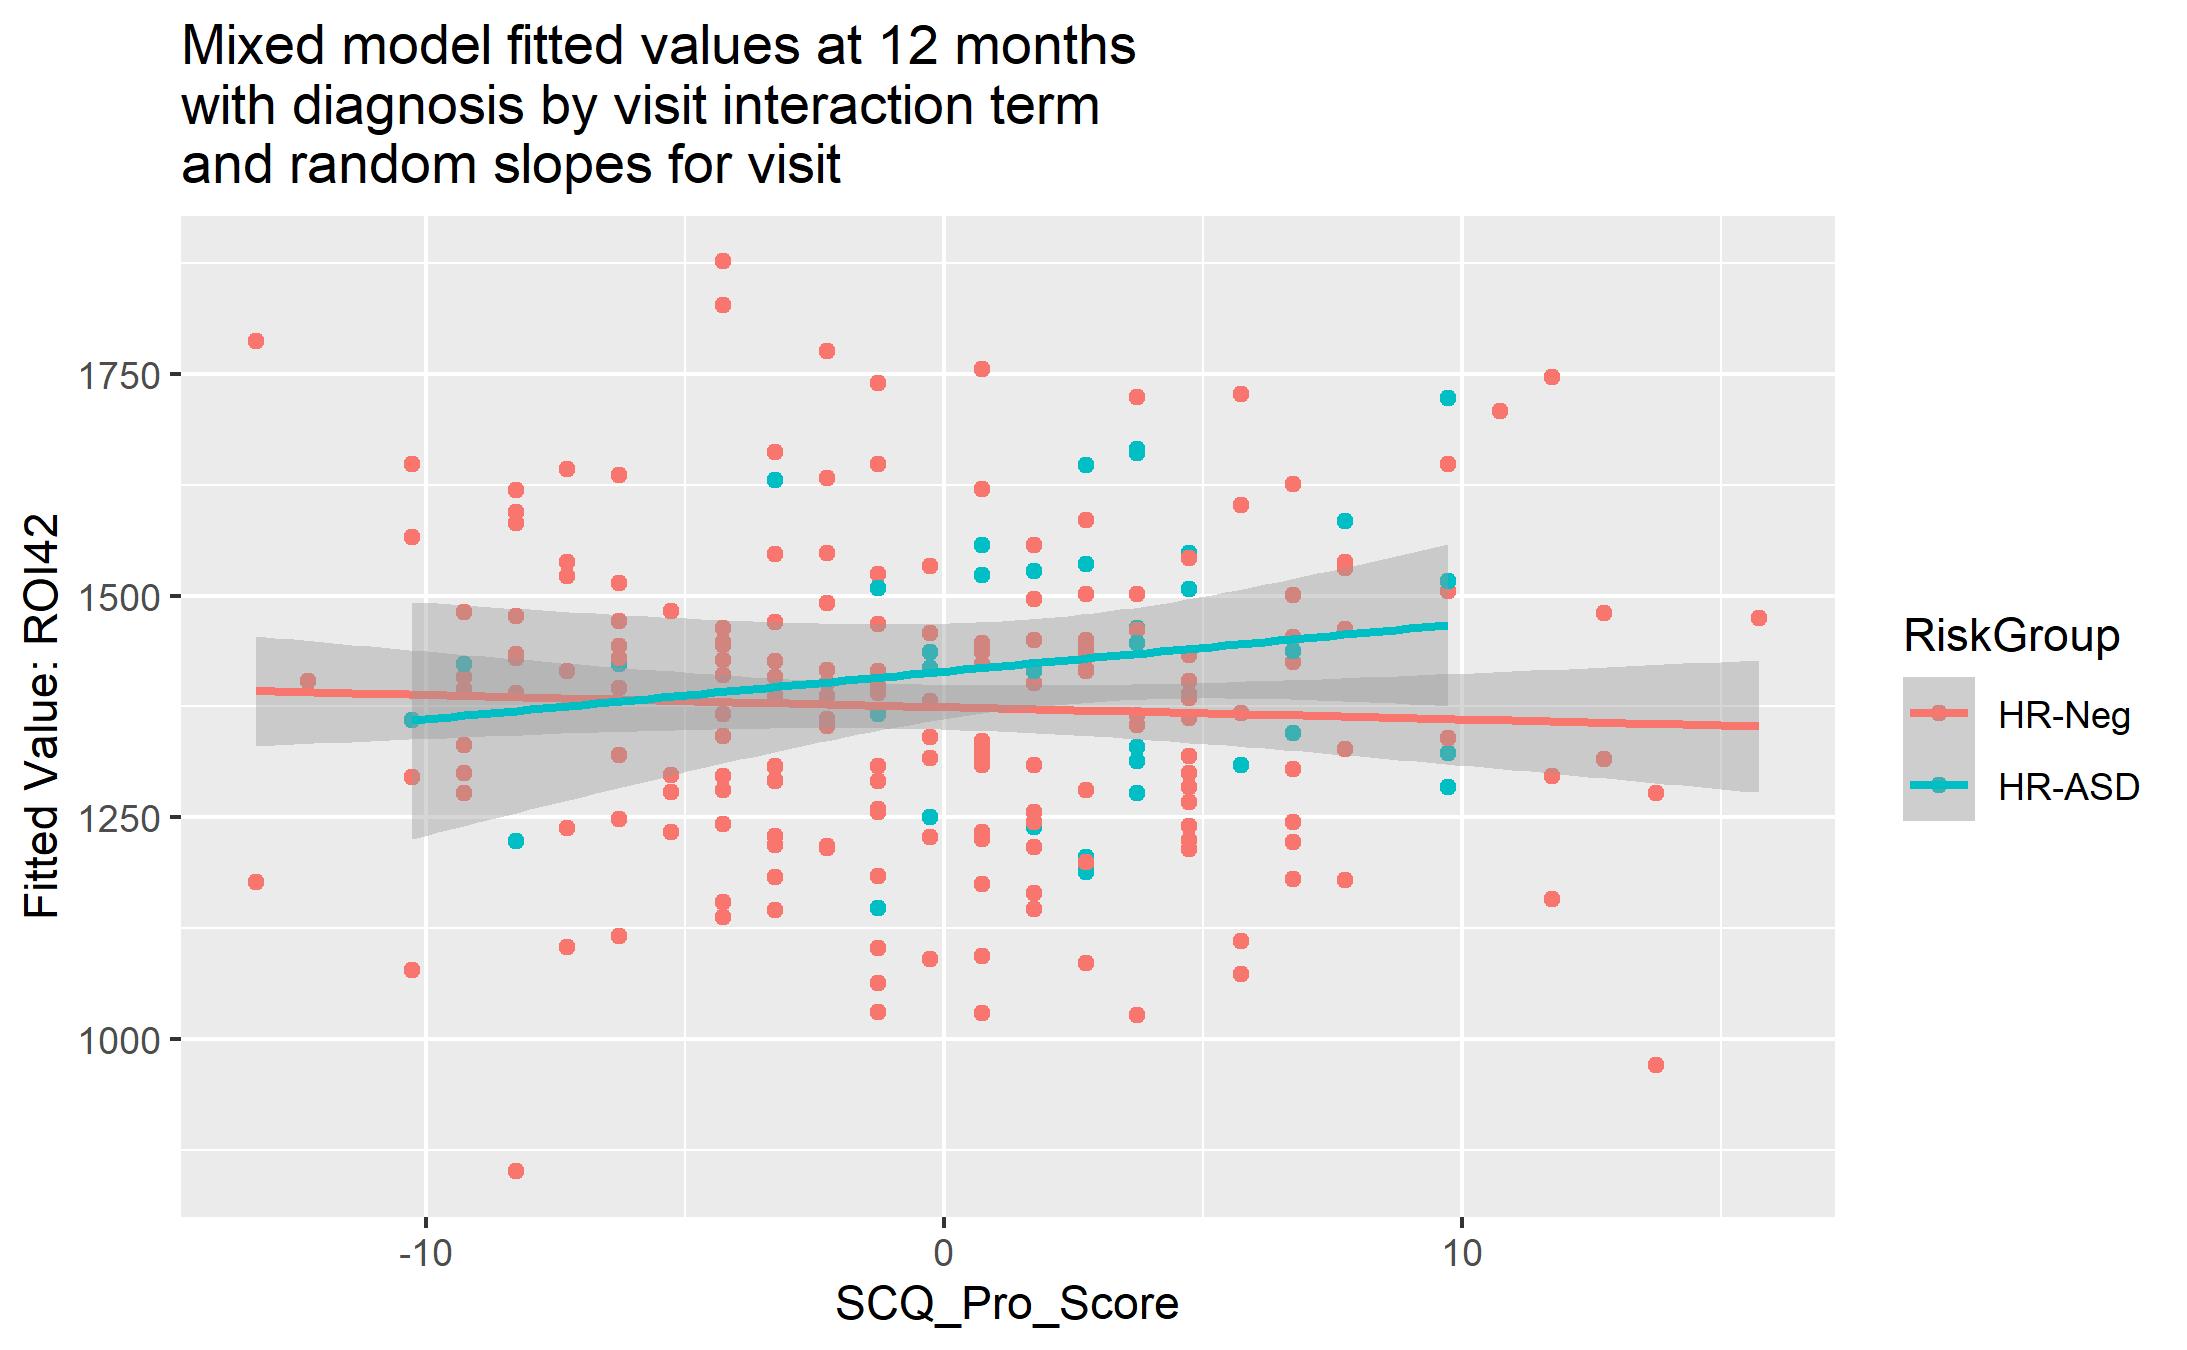 Mixed model fitted values at 12 months
with diagnosis by visit interaction term
and random slopes for visit
1750
1500
1250
1000
Fitted Value: ROI42
-10
0
10
SCQ_Pro_Score
RiskGroup
HR-Neg
HR-ASD